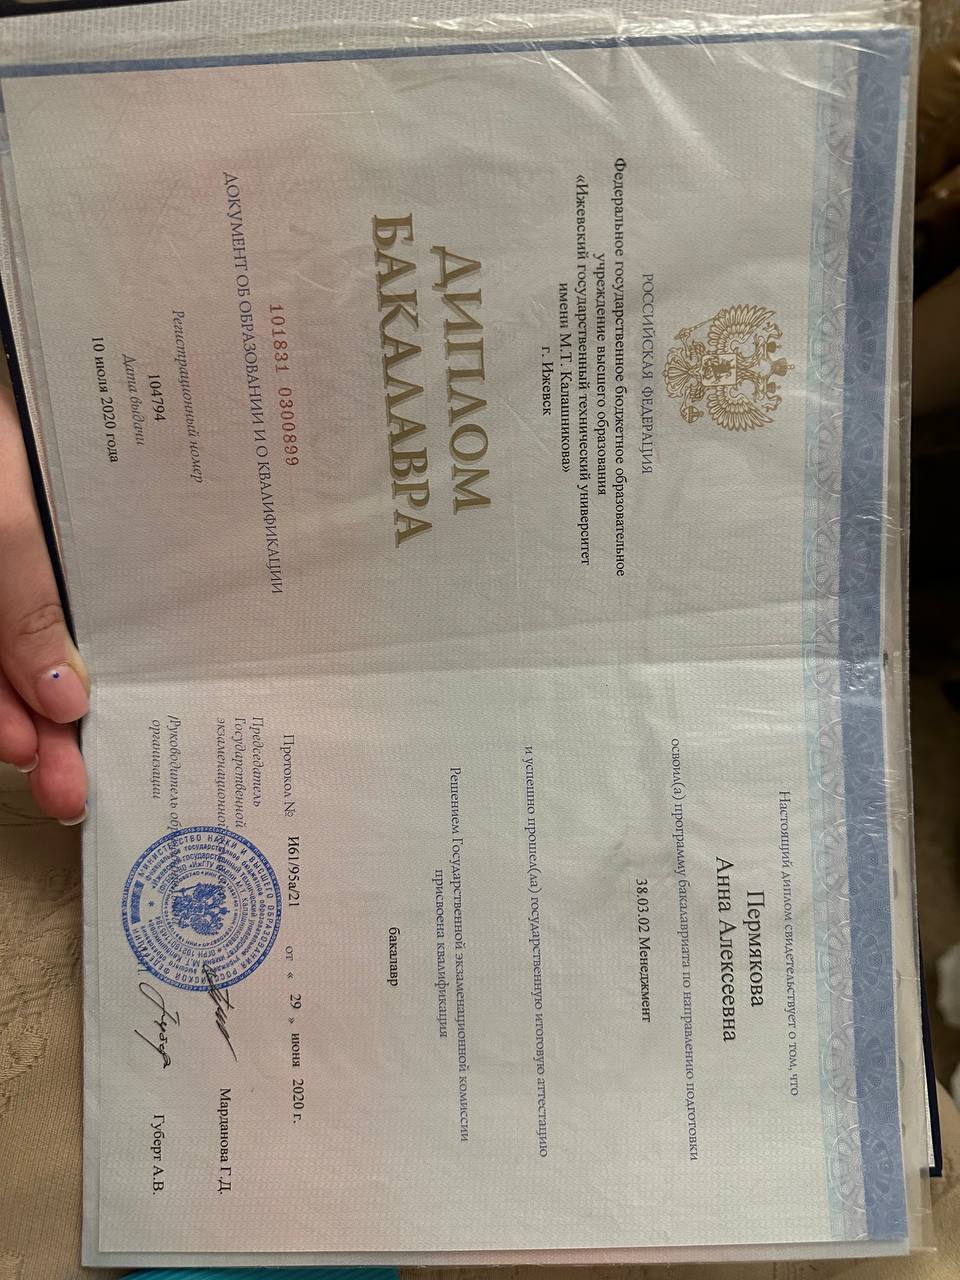 РОССИЙСКАЯ ФЕДЕРАЦИЯ
Федеральное государственное бюджетное образовательное
учреждение высшего образования
«Ижевский государственный технический университет
имени М.Т. Калашникова»
г. Ижевск
ДИПЛОМ
БАКАЛАВРА
101831 0300899
ДОКУМЕНТ ОБ ОБРАЗОВАНИИ И О КВАЛИФИКАЦИИ
Регистрационный номер
104794
Дата выдачи
10 июля 2020 года
Настоящий диплом свидетельствует о том, что
Пермякова
Анна Алексеевна
освоил(а) программу бакалавриата по направлению подготовки
38.03.02 Менеджмент
и успешно прошел(ла) государственную итоговую аттестацию
Решением Государственной экзаменационной комиссии
присвоена квалификация
бакалавр
Протокол № И61/95а/21 от « 29 » июня 2020 г.
Председатель
Государственной
экзаменационной
Марданова Г.Д.
Руководитель
организации
Губерт А.В.